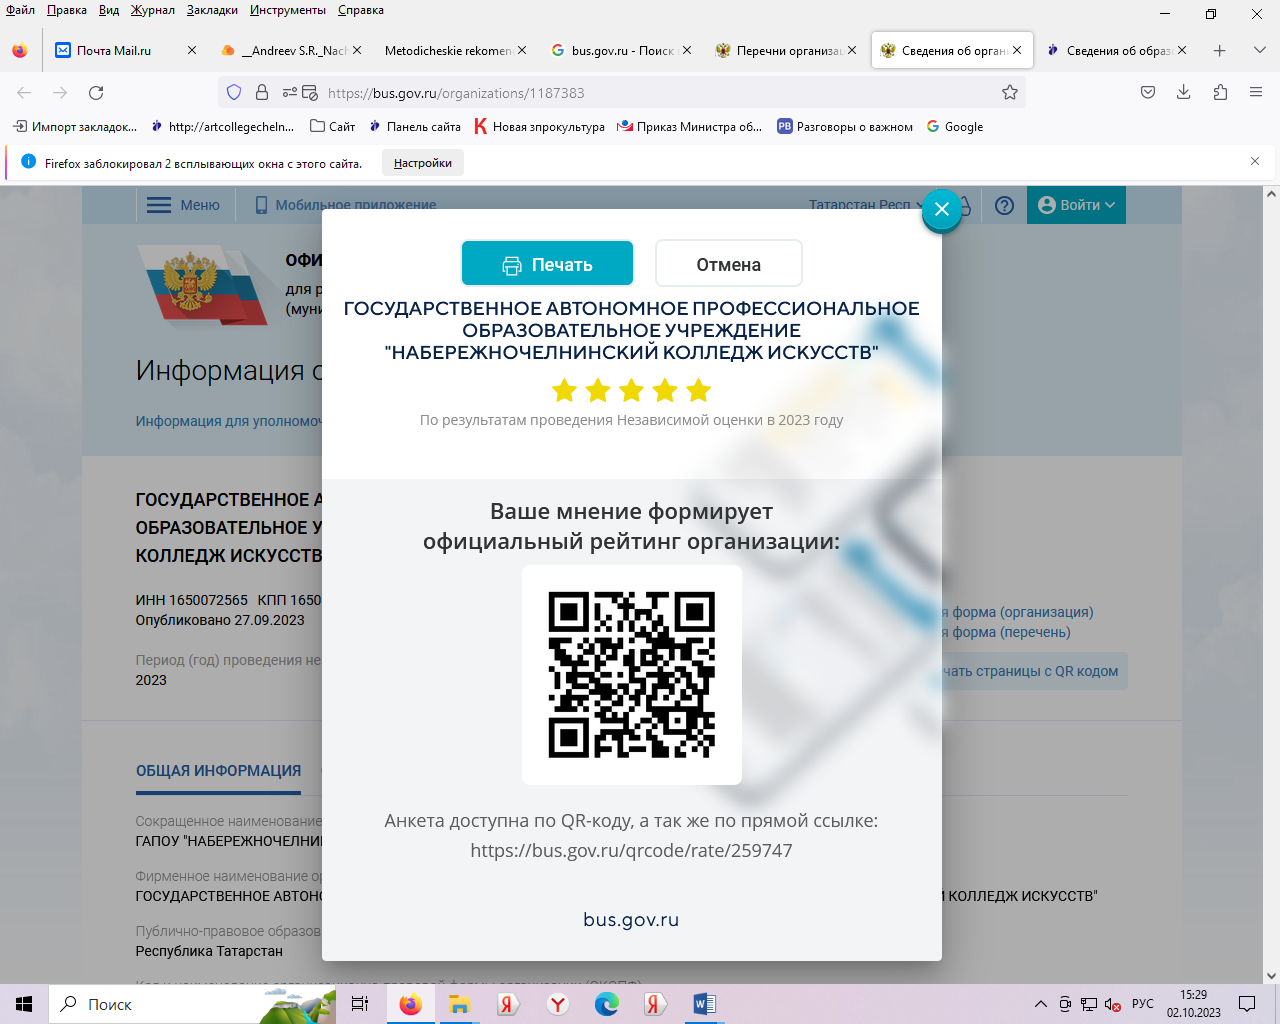 Файл Правка Вид Журнал Закладки Инструменты Справка
Почта Mail.ru
__Andreev S.R._Nach
Metodicheskie rekomen
bus.gov.ru - Поиск
Перечни организац
Сведения об орган
Сведения об образ
https://bus.gov.ru/organizations/1187383
Импорт закладок... http://artcollegecheln... Сайт Панель сайта Новая эпрокультура Приказ Министра об... Разговоры о важном Google
Firefox заблокировал 2 всплывающих окна с этого сайта. Настройки
Меню Мобильное приложение Татарстан Респ Войти
Печать Отмена
ГОСУДАРСТВЕННОЕ АВТОНОМНОЕ ПРОФЕССИОНАЛЬНОЕ
ОБРАЗОВАТЕЛЬНОЕ УЧРЕЖДЕНИЕ
"НАБЕРЕЖНОЧЕЛНИНСКИЙ КОЛЛЕДЖ ИСКУССТВ"
По результатам проведения Независимой оценки в 2023 году
Ваше мнение формирует
официальный рейтинг организации:
Анкета доступна по QR-коду, а так же по прямой ссылке:
https://bus.gov.ru/qrcode/rate/259747
bus.gov.ru
ОФИ
для р
(муни
Информация о
Информация для уполномоч
ГОСУДАРСТВЕННОЕ А
ОБРАЗОВАТЕЛЬНОЕ У
КОЛЛЕДЖ ИСКУССТВ
ИНН 1650072565 КПП 1650
Опубликовано 27.09.2023
Период (год) проведения не
2023
я форма (организация)
я форма (перечень)
чать страницы с QR кодом
ОБЩАЯ ИНФОРМАЦИЯ
Сокращенное наименование
ГАПОУ "НАБЕРЕЖНОЧЕЛНИ
Фирменное наименование ор
ГОСУДАРСТВЕННОЕ АВТОНО
КОЛЛЕДЖ ИСКУССТВ"
Публично-правовое образов
Республика Татарстан
Поиск
РУС
15:29
02.10.2023